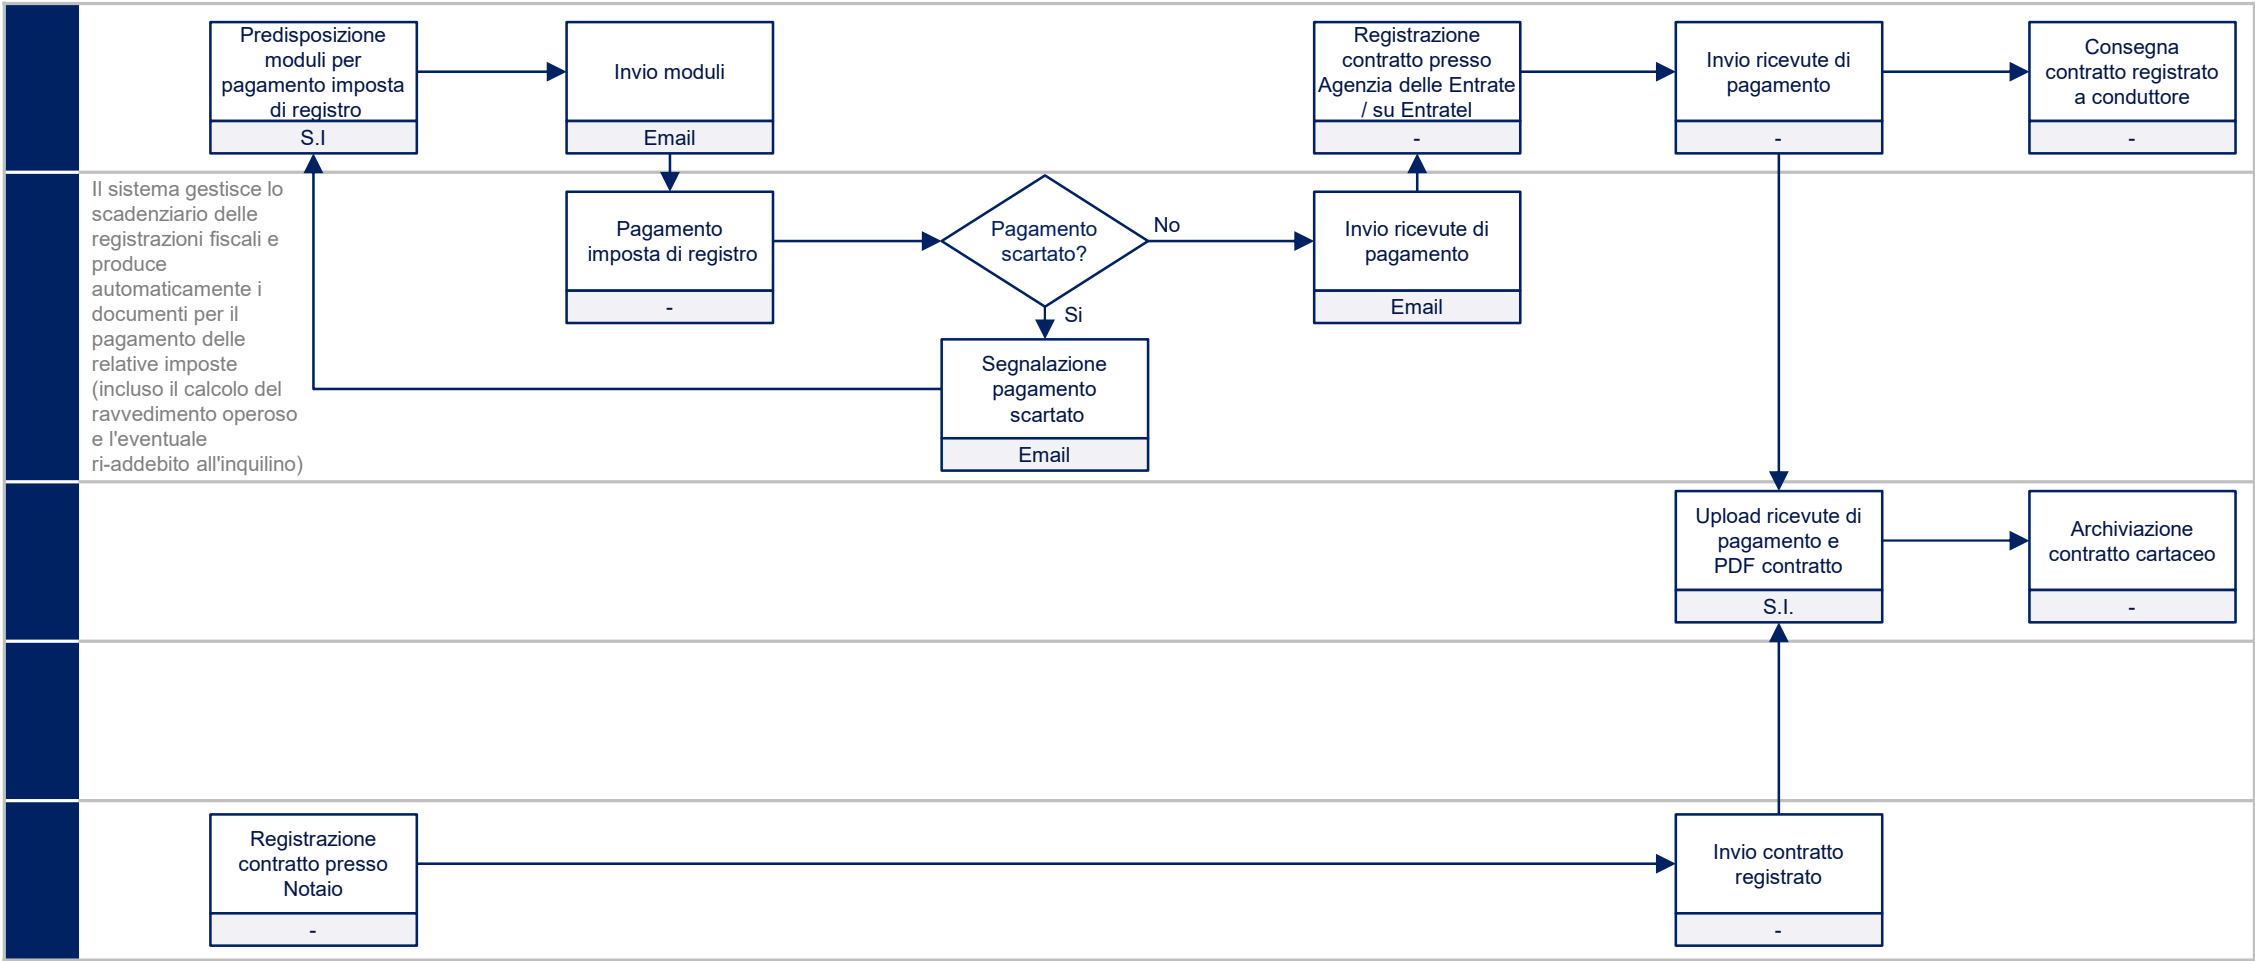 Predisposizione
moduli per
pagamento imposta
di registro
S.I
Invio moduli
Email
Registrazione
contratto presso
Agenzia delle Entrate
/ su Entratel
-
Invio ricevute di
pagamento
-
Consegna
contratto registrato
a conduttore
-
Il sistema gestisce lo
scadenziario delle
registrazioni fiscali e
produce
automaticamente i
documenti per il
pagamento delle
relative imposte
(incluso il calcolo del
ravvedimento operoso
e l'eventuale
ri-addebito all'inquilino)
Pagamento
imposta di registro
-
Pagamento
scartato?
No
Si
Invio ricevute di
pagamento
Email
Segnalazione
pagamento
scartato
Email
Upload ricevute di
pagamento e
PDF contratto
S.I.
Archiviazione
contratto cartaceo
-
Registrazione
contratto presso
Notaio
-
Invio contratto
registrato
-